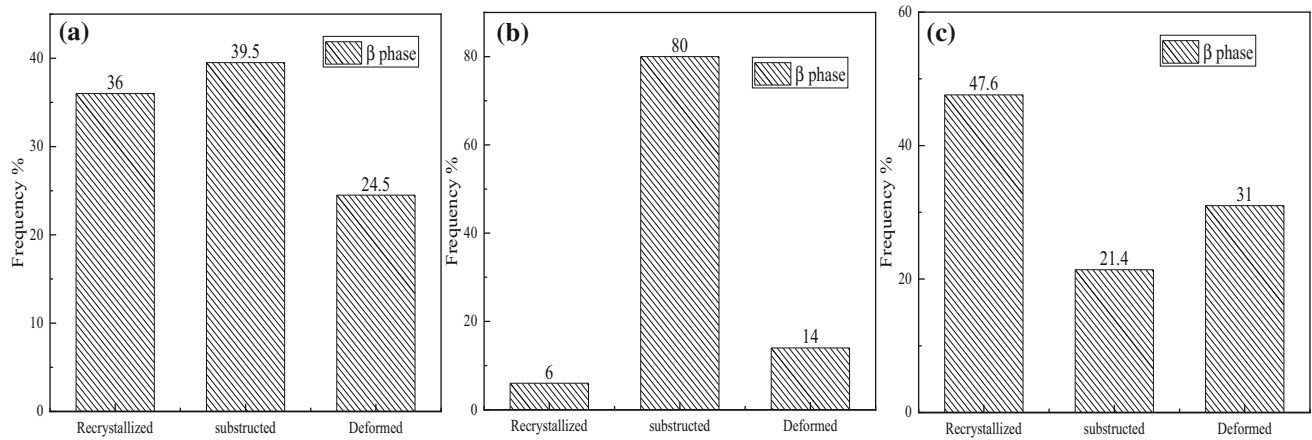 (a)
β phase
Frequency %
40
30
20
10
0
36
39.5
24.5
Recrystallized substructed Deformed
(b)
β phase
Frequency %
80
60
40
20
0
6
80
14
Recrystallized substructed Deformed
(c)
β phase
Frequency %
60
40
20
0
47.6
21.4
31
Recrystallized substructed Deformed